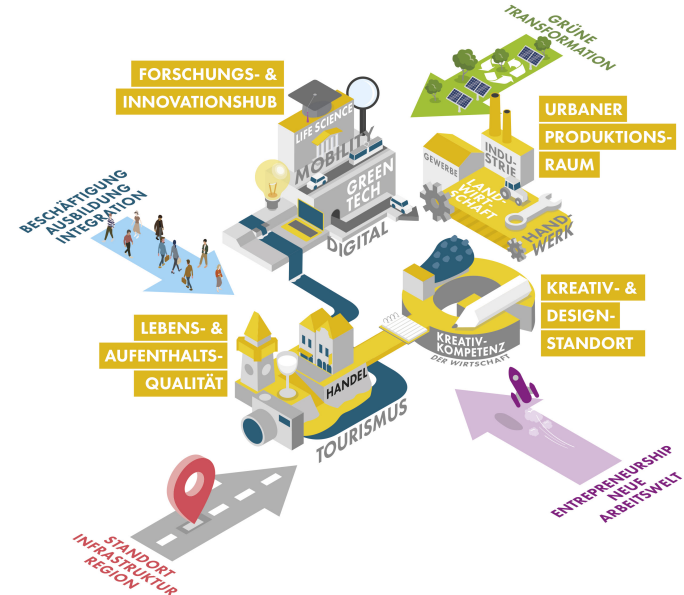 GRÜNE
TRANSFORMATION
FORSCHUNGS- &
INNOVATIONSHUB
LIFE SCIENCE
MOBILITY
GREEN
TECH
DIGITAL
URBANER
PRODUKTIONS-
RAUM
GEWERBE
INDU-
STRIE
LAND-
WIRT-
SCHAFT
HAND-
WERK
BESCHÄFTIGUNG
AUSBILDUNG
INTEGRATION
LEBENS- &
AUFENTHALTS-
QUALITÄT
HANDEL
TOURISMUS
KREATIV-
KOMPETENZ
DER WIRTSCHAFT
KREATIV- &
DESIGN-
STANDORT
STANDORT
INFRASTRUKTUR
REGION
ENTREPRENEURSHIP
NEUE
ARBEITSWELT